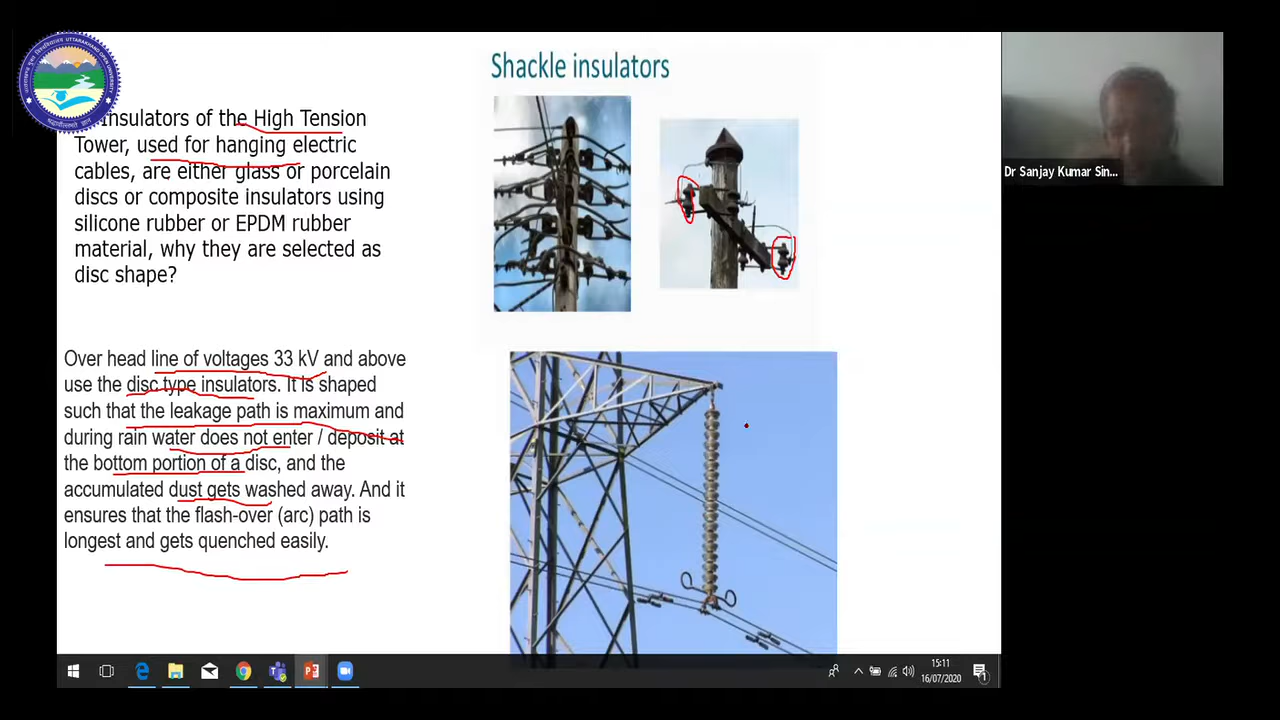 Shackle insulators
Insulators of the High Tension
Tower, used for hanging electric
cables, are either glass or porcelain
discs or composite insulators using
silicone rubber or EPDM rubber
material, why they are selected as
disc shape?
Over head line of voltages 33 kV and above
use the disc type insulators. It is shaped
such that the leakage path is maximum and
during rain water does not enter / deposit at
the bottom portion of a disc, and the
accumulated dust gets washed away. And it
ensures that the flash-over (arc) path is
longest and gets quenched easily.
Dr Sanjay Kumar Sin...
15:11
16/07/2020
1